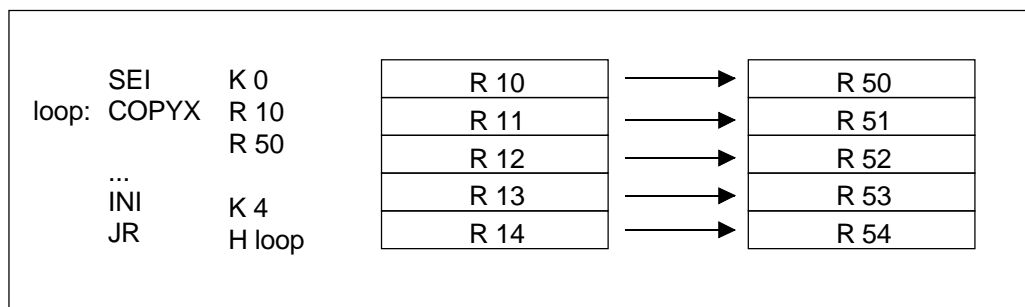 SEI K 0
loop: COPYX R 10
R 50
...
INI K 4
JR H loop
R 10 R 50
R 11 R 51
R 12 R 52
R 13 R 53
R 14 R 54